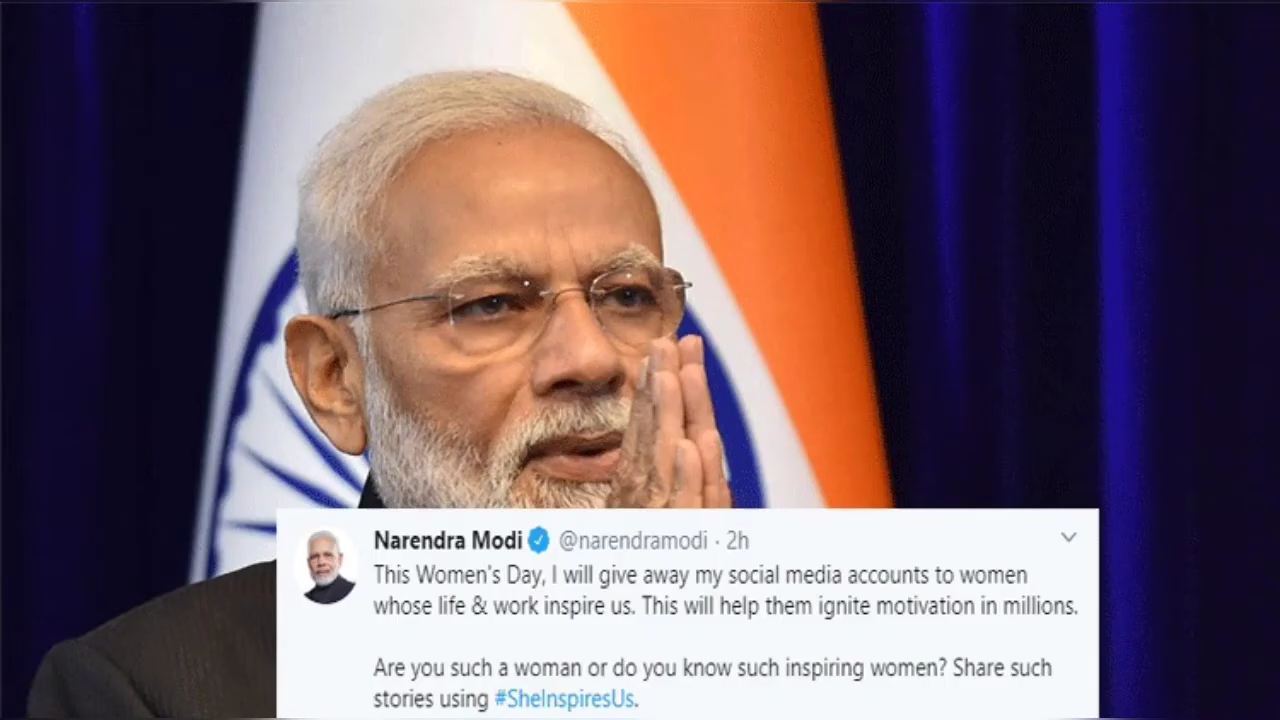 Narendra Modi @narendramodi · 2h
This Women's Day, I will give away my social media accounts to women
whose life & work inspire us. This will help them ignite motivation in millions.
Are you such a woman or do you know such inspiring women? Share such
stories using #SheInspiresUs.